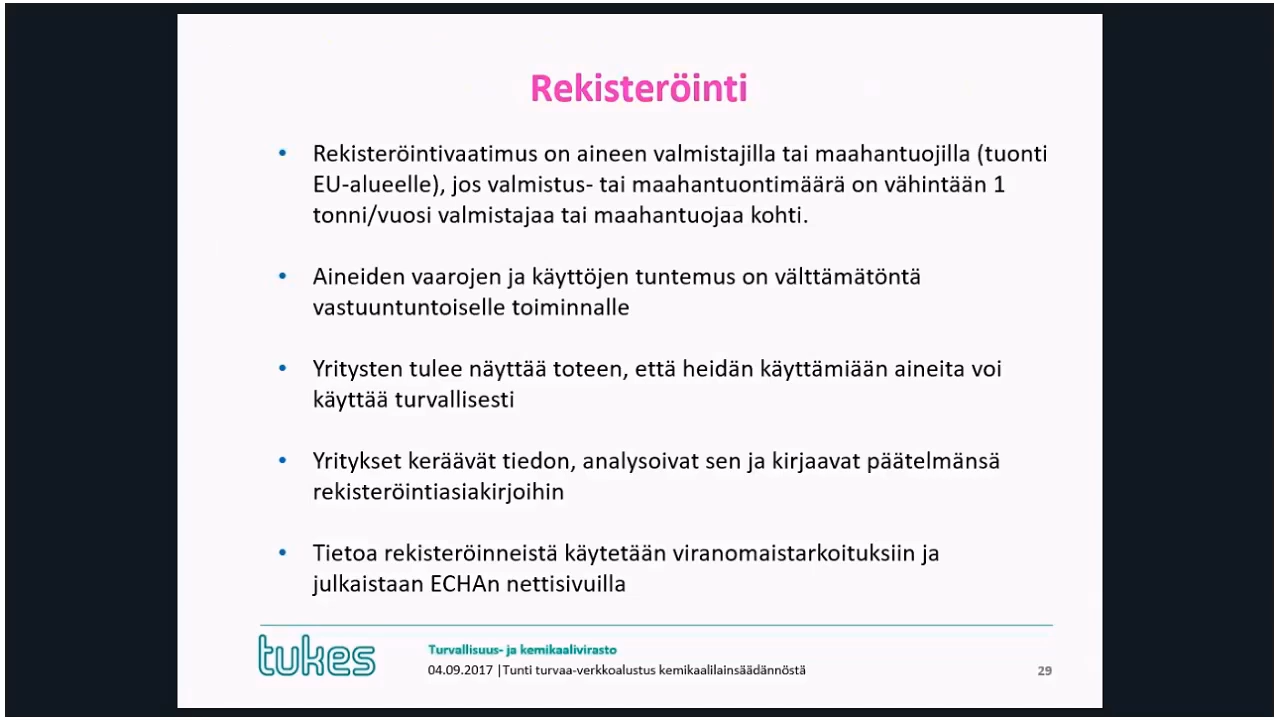 Rekisteröinti
• Rekisteröintivaatimus on aineen valmistajilla tai maahantuojilla (tuonti
EU-alueelle), jos valmistus- tai maahantuontimäärä on vähintään 1
tonni/vuosi valmistajaa tai maahantuojaa kohti.
• Aineiden vaarojen ja käyttöjen tuntemus on välttämätöntä
vastuuntuntoiselle toiminnalle
• Yritysten tulee näyttää toteen, että heidän käyttämiään aineita voi
käyttää turvallisesti
• Yritykset keräävät tiedon, analysoivat sen ja kirjaavat päätelmänsä
rekisteröintiasiakirjoihin
• Tietoa rekisteröinneistä käytetään viranomaistarkoituksiin ja
julkaistaan ECHAn nettisivuilla
tukes
Turvallisuus- ja kemikaalivirasto
04.09.2017 |Tunti turvaa-verkkoalustus kemikaalilainsäädännöstä
29